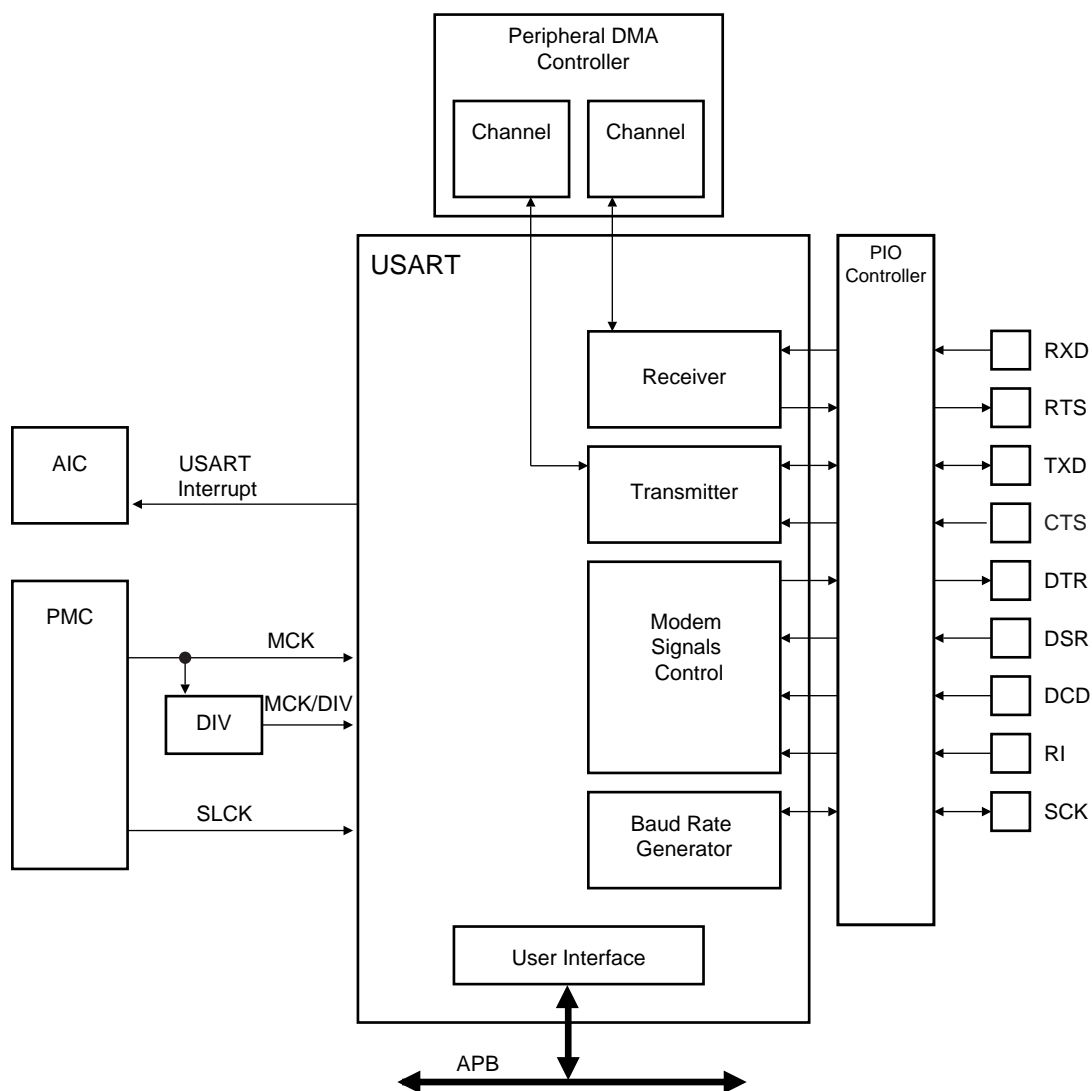 Peripheral DMA
Controller
Channel
Channel
USART
PIO
Controller
Receiver
RXD
RTS
AIC
USART
Interrupt
Transmitter
TXD
CTS
PMC
MCK
DIV
MCK/DIV
SLCK
Modem
Signals
Control
DTR
DSR
DCD
RI
Baud Rate
Generator
SCK
User Interface
APB